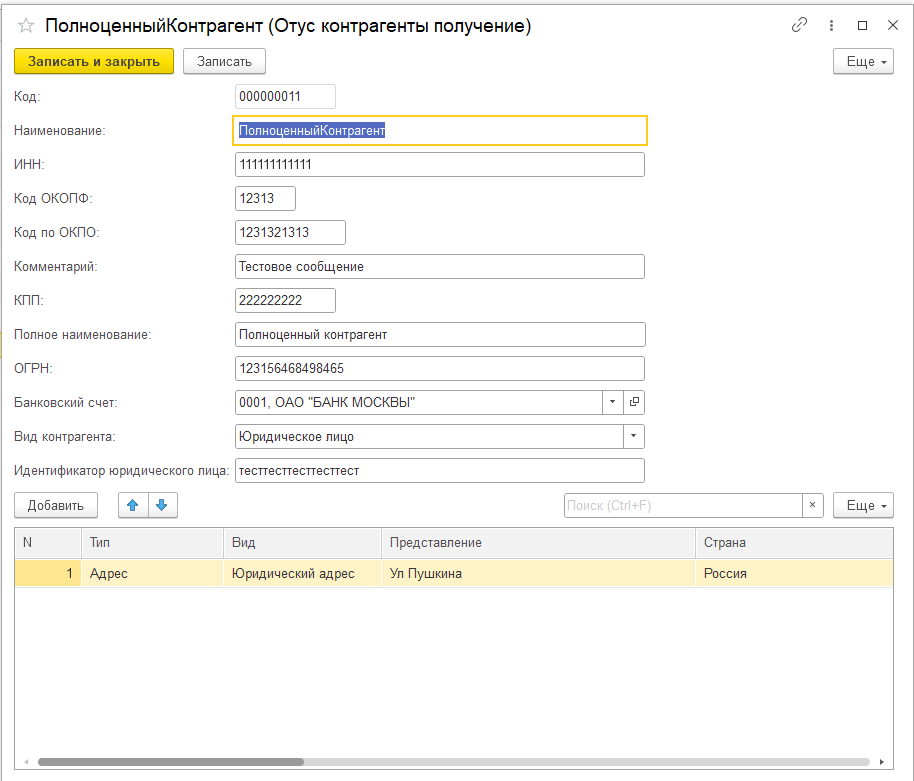 ПолноценныйКонтрагент (Отус контрагенты получение)
Записать и закрыть Записать Еще
Код: 000000011
Наименование: ПолноценныйКонтрагент
ИНН: 111111111111
Код ОКОПФ: 12313
Код по ОКПО: 1231321313
Комментарий: Тестовое сообщение
КПП: 222222222
Полное наименование: Полноценный контрагент
ОГРН: 123156468498465
Банковский счет: 0001, ОАО "БАНК МОСКВЫ"
Вид контрагента: Юридическое лицо
Идентификатор юридического лица: тесттесттесттесттест
Добавить Поиск (Ctrl+F) × Еще
N Тип Вид Представление Страна
1 Адрес Юридический адрес Ул Пушкина Россия